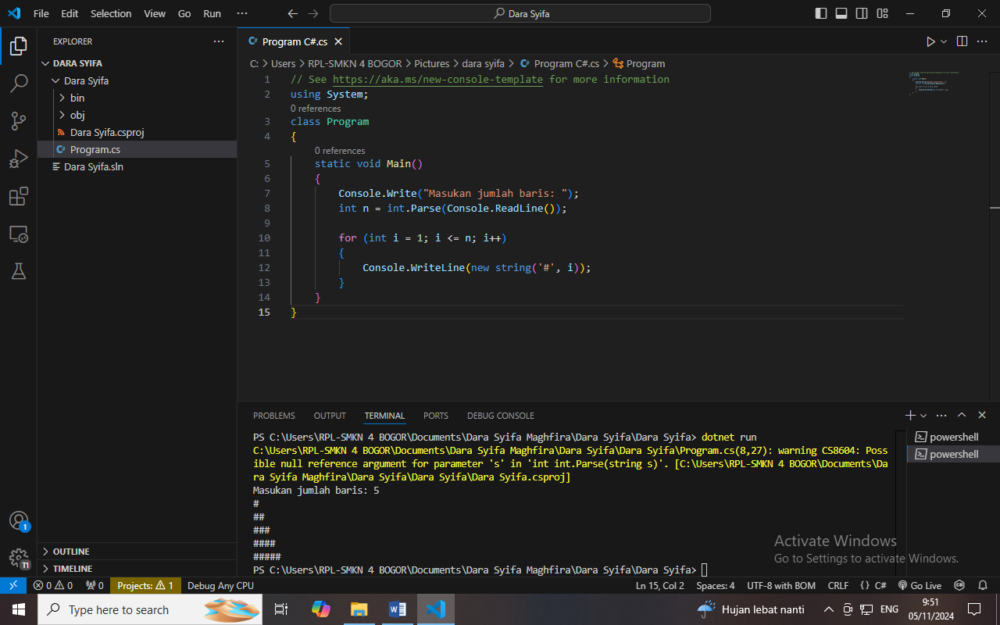 File Edit Selection View Go Run ··· Dara Syifa
EXPLORER ···
DARA SYIFA
Dara Syifa
bin
obj
Dara Syifa.csproj
Program.cs
Dara Syifa.sln
OUTLINE
TIMELINE
Program C#.cs
C: > Users > RPL-SMKN 4 BOGOR > Pictures > dara syifa > Program C#.cs > Program
1 // See https://aka.ms/new-console-template for more information
2 using System;
0 references
3 class Program
4 {
0 references
5 static void Main()
6 {
7 Console.Write("Masukan jumlah baris: ");
8 int n = int.Parse(Console.ReadLine());
9
10 for (int i = 1; i <= n; i++)
11 {
12 Console.WriteLine(new string('#', i));
13 }
14 }
15 }
PROBLEMS OUTPUT TERMINAL PORTS DEBUG CONSOLE
PS C:\Users\RPL-SMKN 4 BOGOR\Documents\Dara Syifa Maghfira\Dara Syifa\Dara Syifa> dotnet run
C:\Users\RPL-SMKN 4 BOGOR\Documents\Dara Syifa Maghfira\Dara Syifa\Dara Syifa\Program.cs(8,27): warning CS8604: Poss
ible null reference argument for parameter 's' in 'int int.Parse(string s)'. [C:\Users\RPL-SMKN 4 BOGOR\Documents\Da
ra Syifa Maghfira\Dara Syifa\Dara Syifa\Dara Syifa.csproj]
Masukan jumlah baris: 5
#
##
###
####
#####
PS C:\Users\RPL-SMKN 4 BOGOR\Documents\Dara Syifa Maghfira\Dara Syifa\Dara Syifa>
powershell
powershell
Activate Windows
Go to Settings to activate Windows.
1
T1
0 0 0 Projects: 1 Debug Any CPU Ln 15, Col 2 Spaces: 4 UTF-8 with BOM CRLF {} C# Go Live
Type here to search Hujan lebat nanti ENG 9:51
05/11/2024